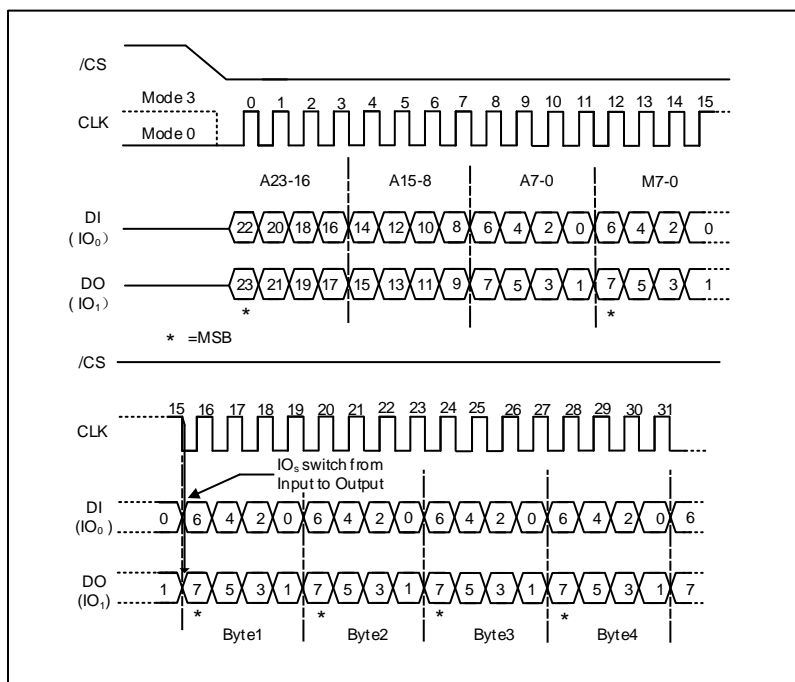 /CS
Mode 3
0 1 2 3 4 5 6 7 8 9 10 11 12 13 14 15
CLK
Mode 0
A23-16 A15-8 A7-0 M7-0
DI
( IO0)
22 20 18 16 14 12 10 8 6 4 2 0 6 4 2 0
DO
( IO1)
23 21 19 17 15 13 11 9 7 5 3 1 7 5 3 1
* *
* =MSB
/CS
15 16 17 18 19 20 21 22 23 24 25 26 27 28 29 30 31
CLK
IOs switch from
Input to Output
DI
(IO0 )
0 6 4 2 0 6 4 2 0 6 4 2 0 6 4 2 0 6
DO
(IO1)
1 7 5 3 1 7 5 3 1 7 5 3 1 7 5 3 1 7
* * * *
Byte1 Byte2 Byte3 Byte4